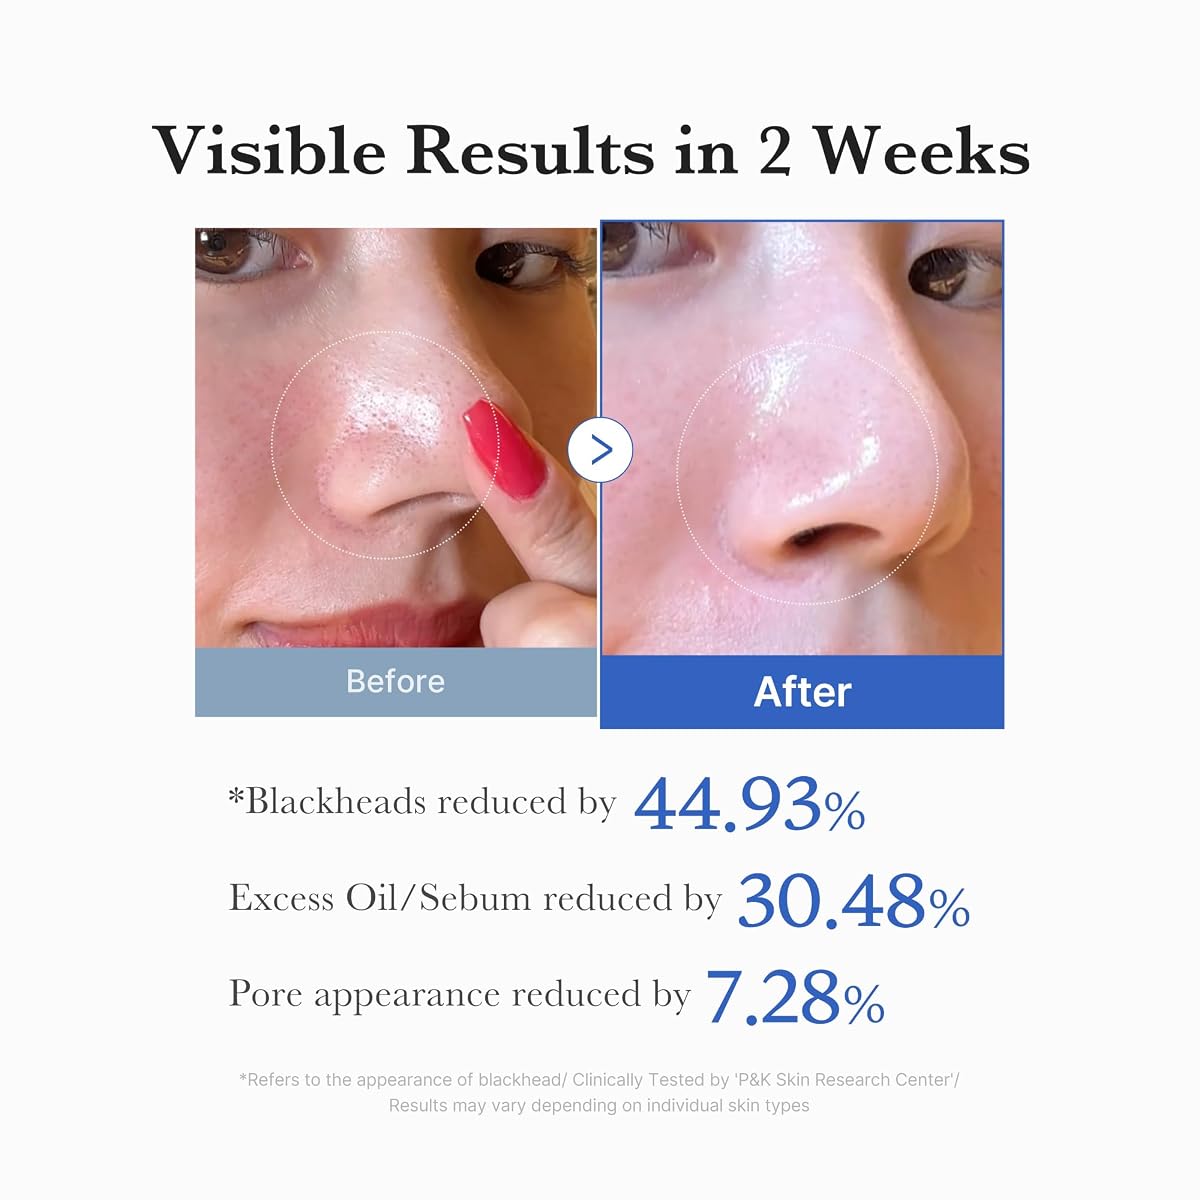 Visible Results in 2 Weeks
Before
After
*Blackheads reduced by 44.93%
Excess Oil/Sebum reduced by 30.48%
Pore appearance reduced by 7.28%
*Refers to the appearance of blackhead/ Clinically Tested by 'P&K Skin Research Center'/
Results may vary depending on individual skin types